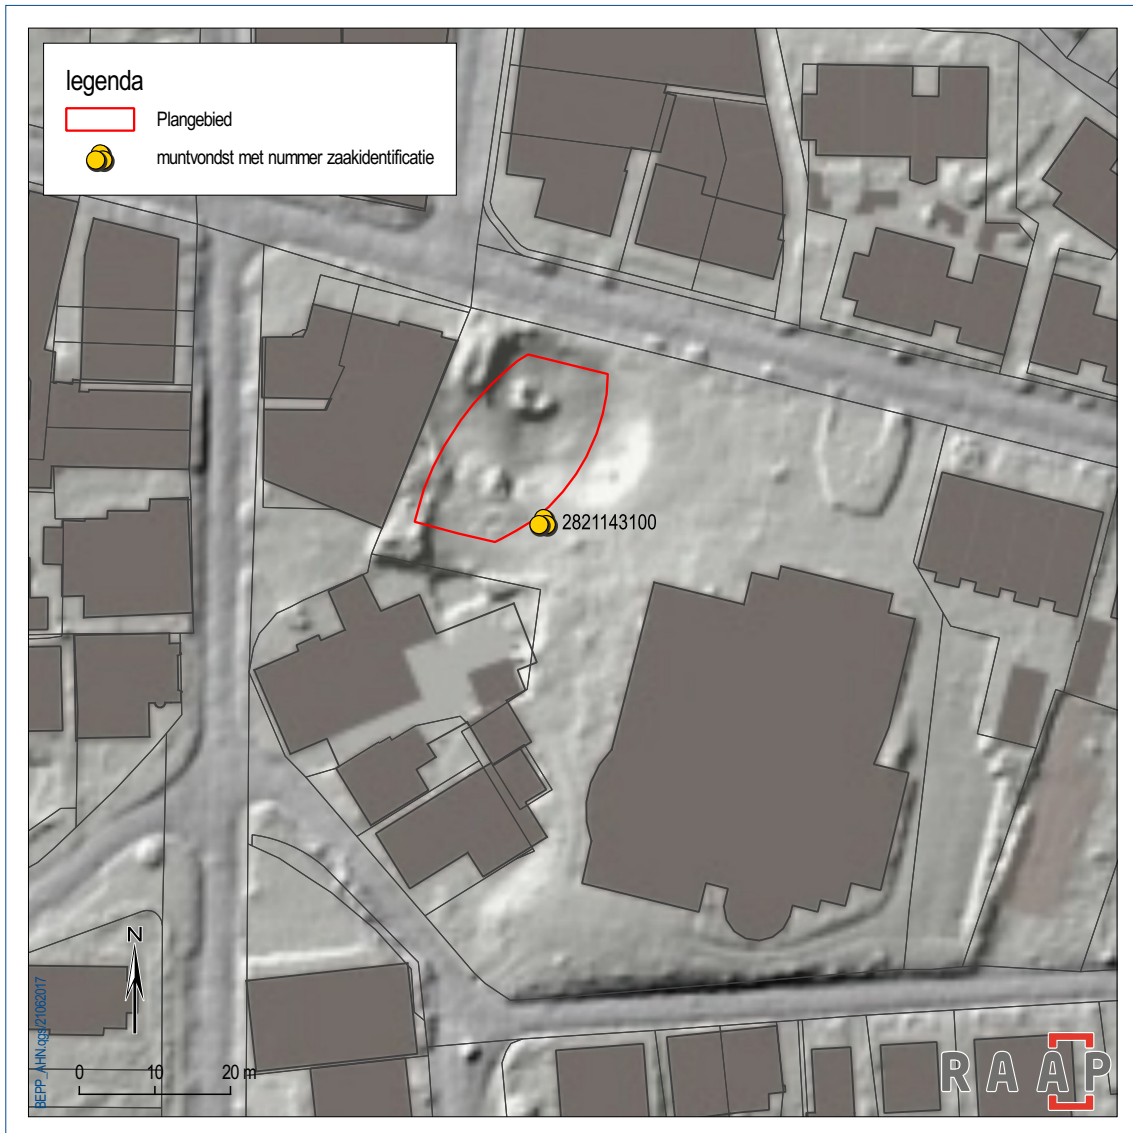 legenda
Plangebied
muntvondst met nummer zaakidentificatie
2821143100
N
0 10 20 m
BEPP_AHN.qgs/21062017
RAAP